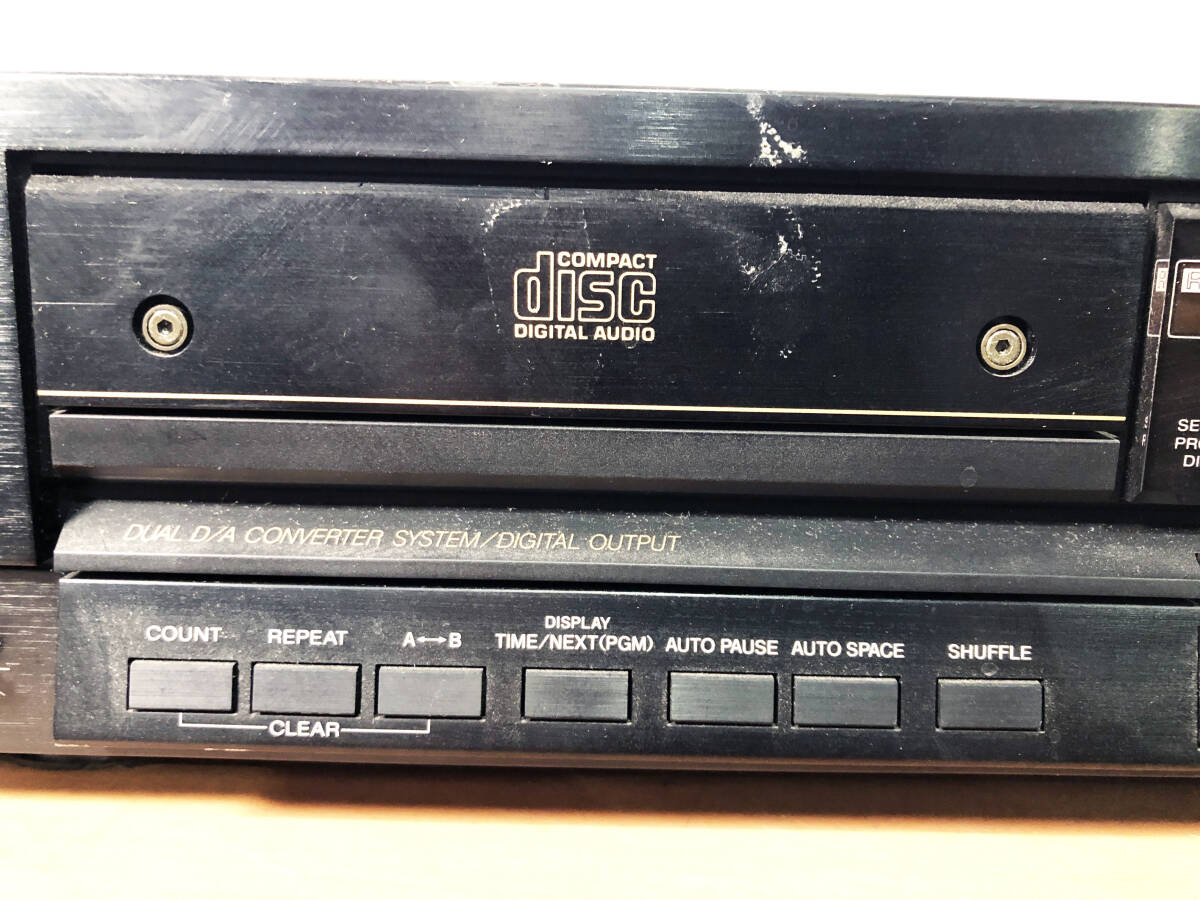 COMPACT
disc
DIGITAL AUDIO
DUAL D/A CONVERTER SYSTEM/DIGITAL OUTPUT
COUNT
REPEAT
A↔B
DISPLAY
TIME/NEXT(PGM)
AUTO PAUSE
AUTO SPACE
SHUFFLE
CLEAR